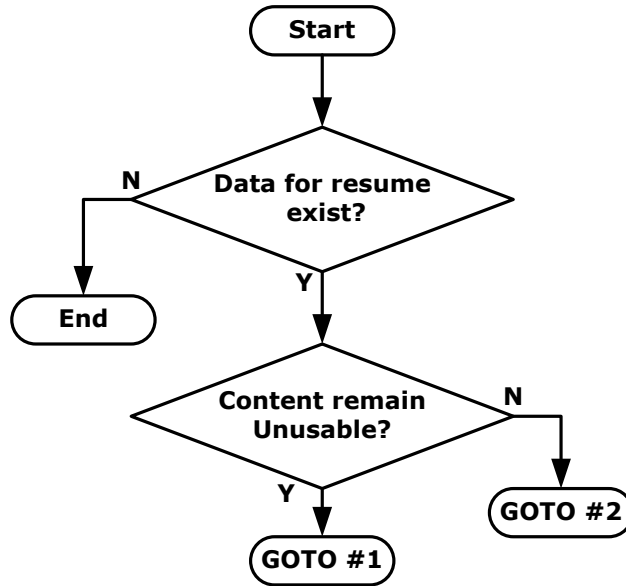 Start
N
Data for resume
exist?
Y
End
Content remain
Unusable?
N
Y
GOTO #2
GOTO #1